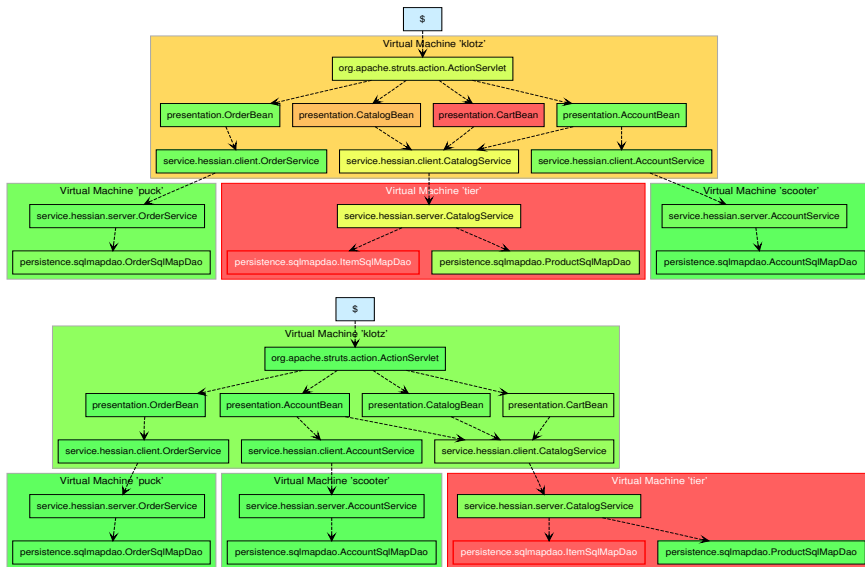 $
Virtual Machine 'klotz'
org.apache.struts.action.ActionServlet
presentation.OrderBean presentation.CatalogBean presentation.CartBean presentation.AccountBean
service.hessian.client.OrderService service.hessian.client.CatalogService service.hessian.client.AccountService
Virtual Machine 'puck' Virtual Machine 'tier' Virtual Machine 'scooter'
service.hessian.server.OrderService service.hessian.server.CatalogService service.hessian.server.AccountService
persistence.sqlmapdao.OrderSqlMapDao persistence.sqlmapdao.ItemSqlMapDao persistence.sqlmapdao.ProductSqlMapDao persistence.sqlmapdao.AccountSqlMapDao
$
Virtual Machine 'klotz'
org.apache.struts.action.ActionServlet
presentation.OrderBean presentation.AccountBean presentation.CatalogBean presentation.CartBean
service.hessian.client.OrderService service.hessian.client.AccountService service.hessian.client.CatalogService
Virtual Machine 'puck' Virtual Machine 'scooter' Virtual Machine 'tier'
service.hessian.server.OrderService service.hessian.server.AccountService service.hessian.server.CatalogService
persistence.sqlmapdao.OrderSqlMapDao persistence.sqlmapdao.AccountSqlMapDao persistence.sqlmapdao.ItemSqlMapDao persistence.sqlmapdao.ProductSqlMapDao